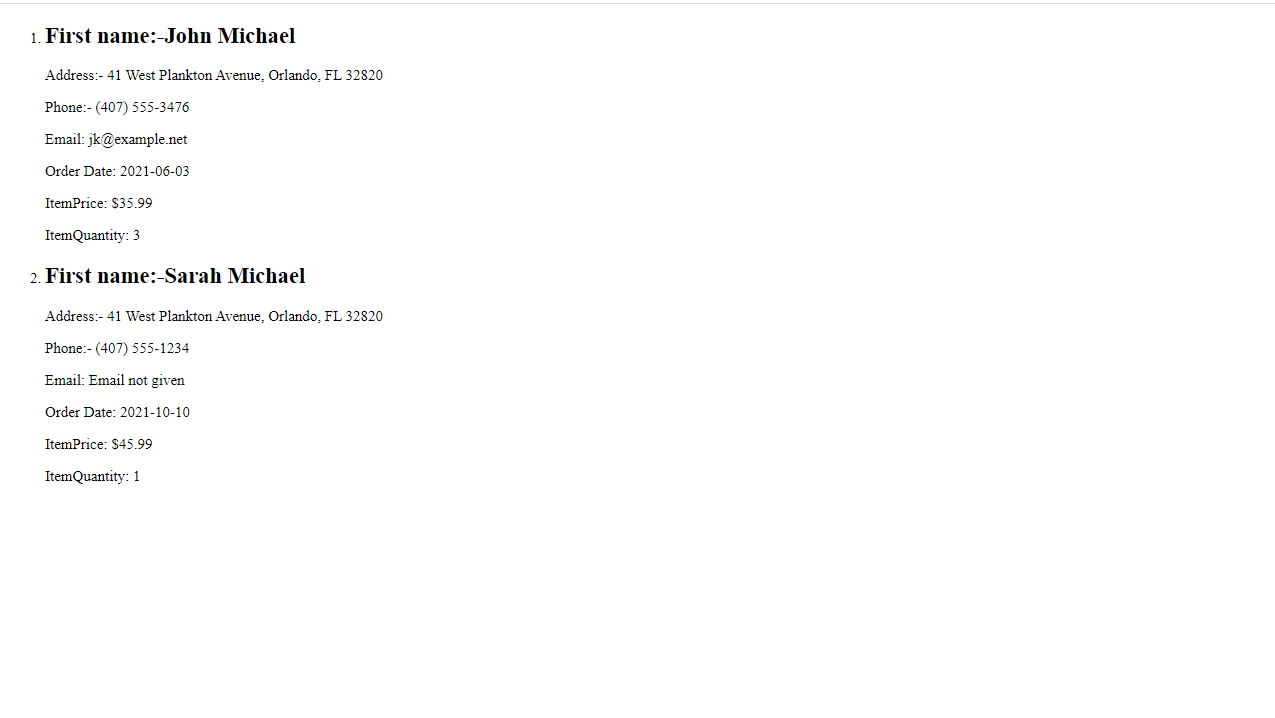 1. First name:-John Michael
Address:- 41 West Plankton Avenue, Orlando, FL 32820
Phone:- (407) 555-3476
Email: jk@example.net
Order Date: 2021-06-03
ItemPrice: $35.99
ItemQuantity: 3
2. First name:-Sarah Michael
Address:- 41 West Plankton Avenue, Orlando, FL 32820
Phone:- (407) 555-1234
Email: Email not given
Order Date: 2021-10-10
ItemPrice: $45.99
ItemQuantity: 1